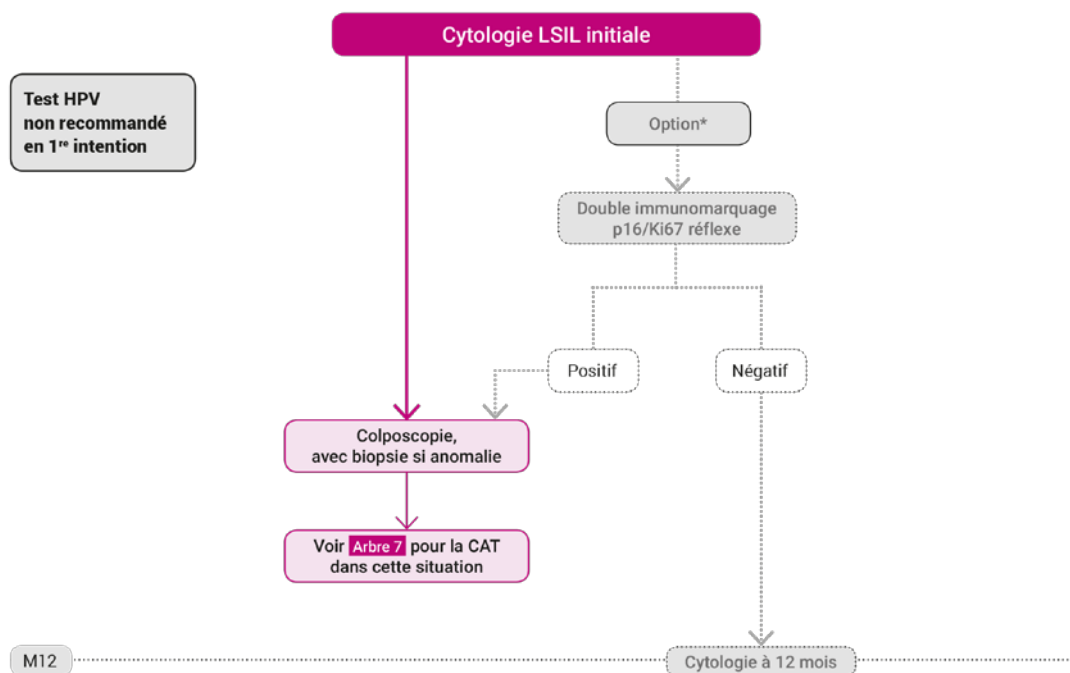 Cytologie LSIL initiale
Test HPV
non recommandé
en 1re intention
Option*
Double immunomarquage
p16/Ki67 réflexe
Positif
Négatif
Colposcopie,
avec biopsie si anomalie
Voir Arbre 7 pour la CAT
dans cette situation
M12
Cytologie à 12 mois